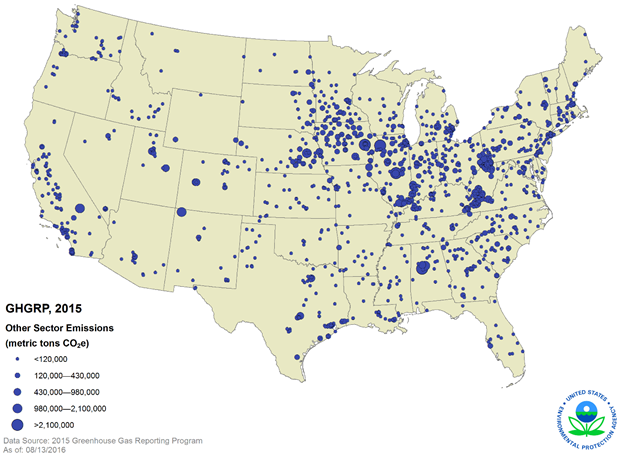 GHGRP, 2015
Other Sector Emissions
(metric tons CO₂e)
<120,000
120,000—430,000
430,000—980,000
980,000—2,100,000
>2,100,000
Data Source: 2015 Greenhouse Gas Reporting Program
As of: 08/13/2016
UNITED STATES
ENVIRONMENTAL PROTECTION AGENCY